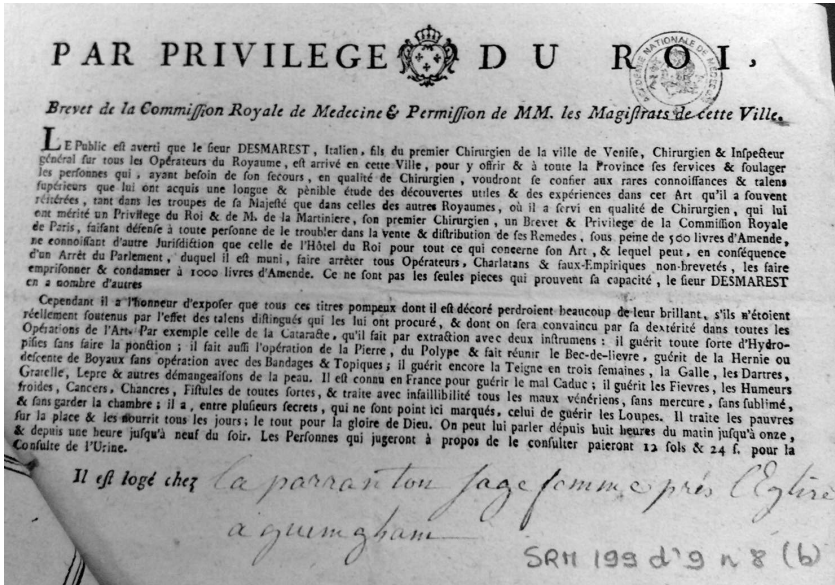 PAR PRIVILEGE DU ROI,
ACADÉMIE NATIONALE DE MÉDECINE
Brevet de la Commission Royale de Medecine & Permission de MM. les Magistrats de cette Ville.
LE Public est averti que le sieur DESMAREST, Italien, fils du premier Chirurgien de la ville de Venise, Chirurgien & Inspecteur
général sur tous les Opérateurs du Royaume, est arrivé en cette Ville, pour y offrir & à toute la Province ses services & soulager
les personnes qui, ayant besoin de son secours, en qualité de Chirurgien, voudront se confier aux rares connoissances & talens
supérieurs que lui ont acquis une longue & pènible étude des découvertes utiles & des expériences dans cet Art qu'il a souvent
réitérées, tant dans les troupes de sa Majesté que dans celles des autres Royaumes, où il a servi en qualité de Chirurgien, qui lui
ont mérité un Privilege du Roi & de M. de la Martiniere, son premier Chirurgien, un Brevet & Privilege de la Commission Royale
de Paris, faisant défense à toute personne de le troubler dans la vente & distribution de ses Remedes, sous peine de 500 livres d'Amende,
ne connoissant d'autre Jurisdiction que celle de l'Hôtel du Roi pour tout ce qui concerne son Art, & lequel peut, en conséquence
d'un Arrêt du Parlement, duquel il est muni, faire arrêter tous Opérateurs, Charlatans & faux-Empiriques non-brevetés, les faire
emprisonner & condamner à 1000 livres d'Amende. Ce ne sont pas les seules pieces qui prouvent sa capacité, le sieur DESMAREST
en a nombre d'autres
Cependant il a l'honneur d'exposer que tous ces titres pompeux dont il est décoré perdroient beaucoup de leur brillant, s'ils n'étoient
réellement soutenus par l'effet des talens distingués qui les lui ont procuré, & dont on sera convaincu par sa dextérité dans toutes les
Opérations de l'Art. Par exemple celle de la Cataracte, qu'il fait par extraction avec deux instrumens : il guérit toute sorte d'Hydro-
pisies sans faire la ponction ; il fait aussi l'opération de la Pierre, du Polype & fait réunir le Bec-de-lievre, guérit de la Hernie ou
descente de Boyaux sans opération avec des Bandages & Topiques ; il guérit encore la Teigne en trois semaines, la Galle, les Dartres,
Gratelle, Lepre & autres démangeaisons de la peau. Il est connu en France pour guérir le mal Caduc ; il guérit les Fievres, les Humeurs
froides, Cancers, Chancres, Fistules de toutes sortes, & traite avec infaillibilité tous les maux vénériens, sans mercure, sans sublimé,
& sans garder la chambre ; il a, entre plusieurs secrets, qui ne sont point ici marqués, celui de guérir les Loupes. Il traite les pauvres
sur la place & les nourrit tous les jours ; le tout pour la gloire de Dieu. On peut lui parler dépuis huit heures du matin jusqu'à onze,
& depuis une heure jusqu'à neuf du soir. Les Personnes qui jugeront à propos de le consulter paieront 12 sols & 24 s. pour la
Consulte de l'Urine.
Il est logé chez la parranton sage femme prés l'Eglise
a guemgham
SRM 199 d'9 n 8 (b)